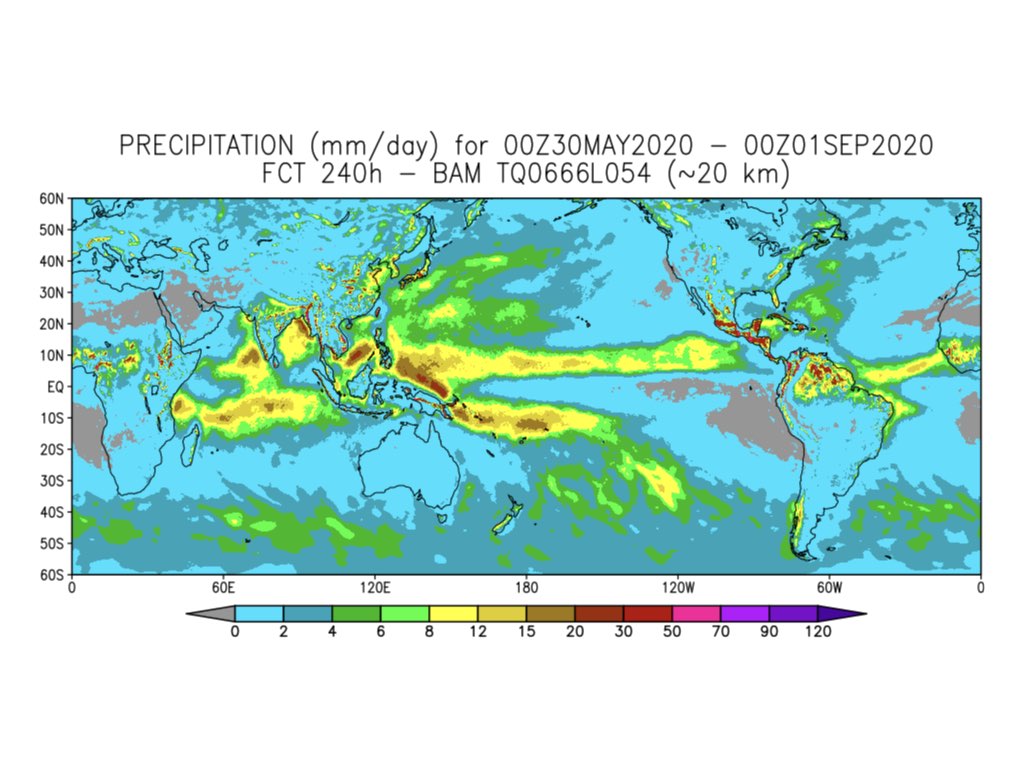 PRECIPITATION (mm/day) for 00Z30MAY2020 – 00Z01SEP2020
FCT 240h – BAM TQ0666L054 (~20 km)
60N
50N
40N
30N
20N
10N
EQ
10S
20S
30S
40S
50S
60S
0 60E 120E 180 120W 60W 0
0 2 4 6 8 12 15 20 30 50 70 90 120